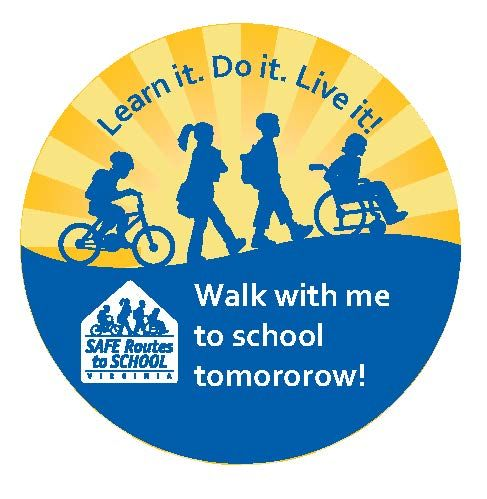 Learn it. Do it. Live it!
Walk with me
to school
tomororow!
SAFE Routes
to SCHOOL
VIRGINIA